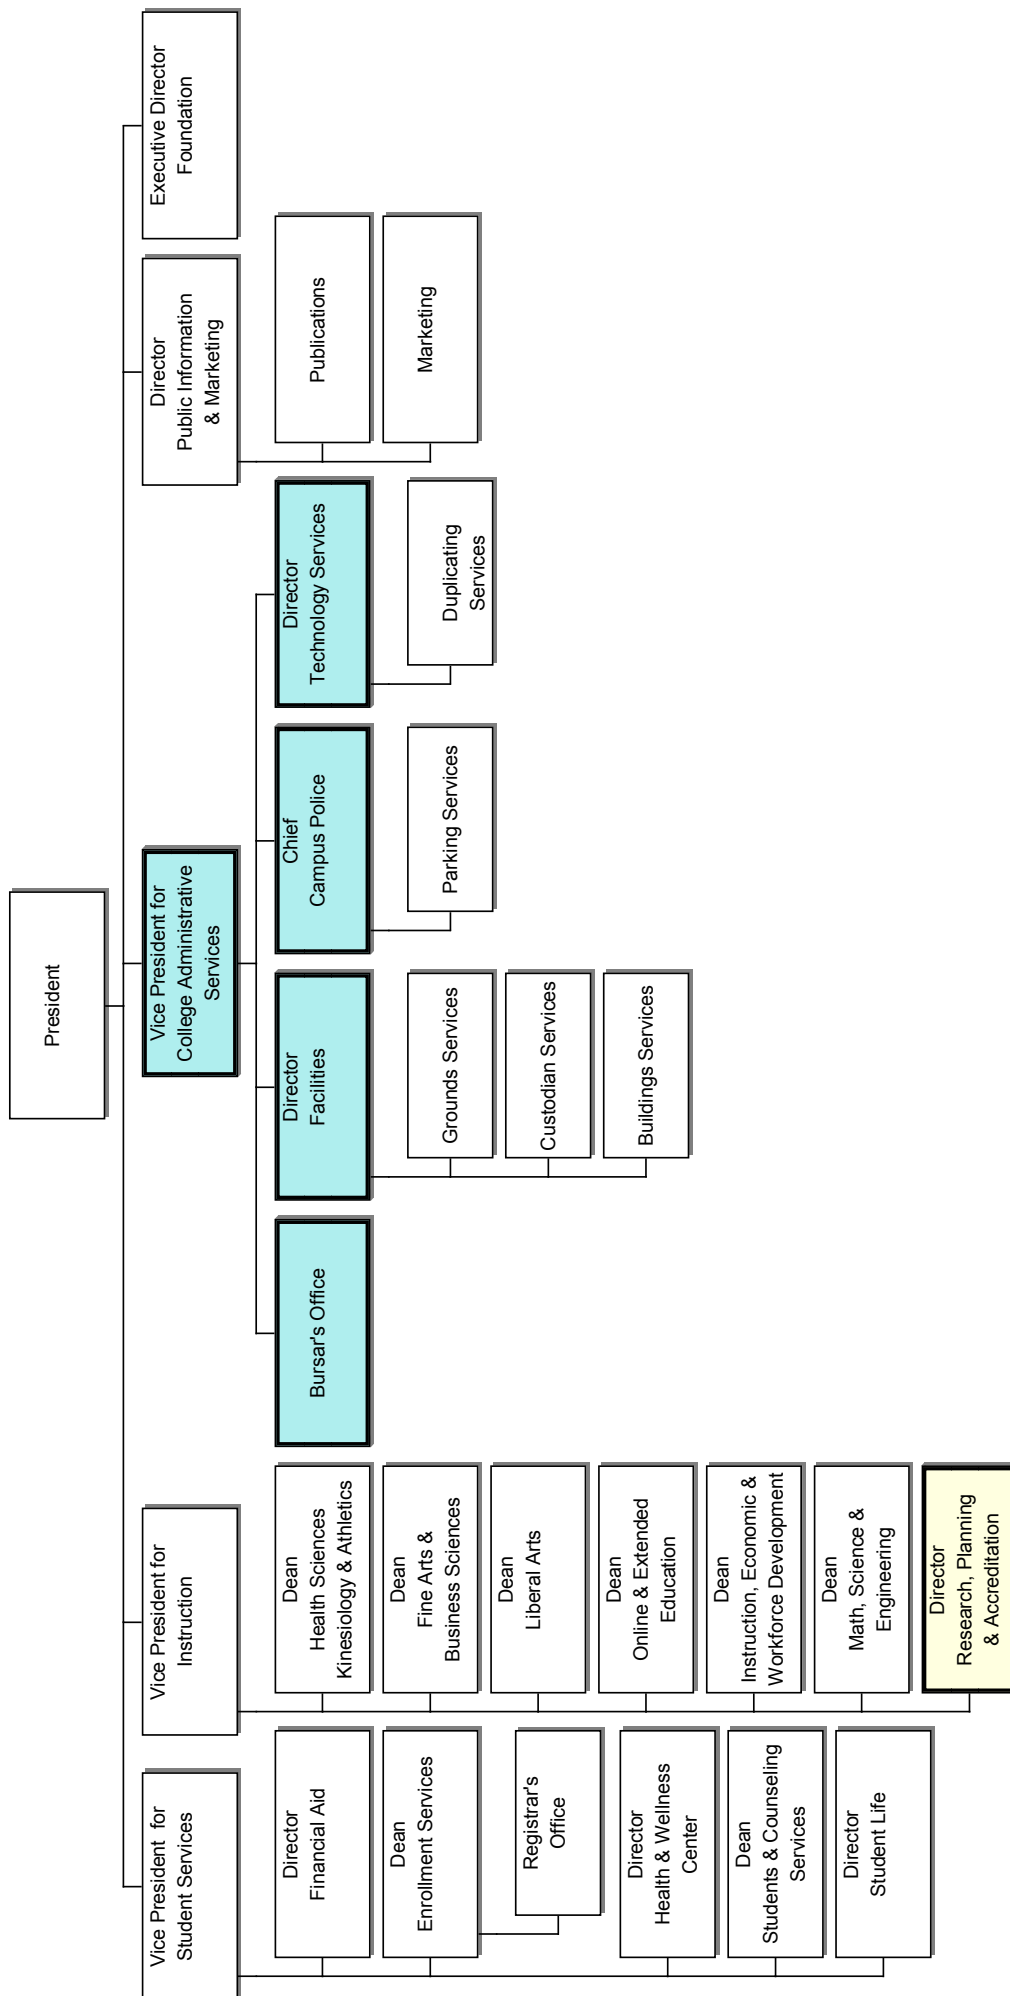 President
Vice President  for
Student Services
Director
Financial Aid
Dean
Enrollment Services
Registrar's
Office
Director
Health & Wellness
Center
Dean
Students & Counseling
Services
Director
Student Life
Vice President for
Instruction
Dean
Health Sciences
Kinesiology & Athletics
Dean
Fine Arts &
Business Sciences
Dean
Liberal Arts
Dean
Online & Extended
Education
Dean
Instruction, Economic &
Workforce Development
Dean
Math, Science &
Engineering
Director
Research, Planning
& Accreditation
Vice President for
College Administrative
Services
Bursar's Office
Director
Facilities
Grounds Services
Custodian Services
Buildings Services
Chief
Campus Police
Parking Services
Director
Technology Services
Duplicating
Services
Director
Public Information
& Marketing
Publications
Marketing
Executive Director
Foundation